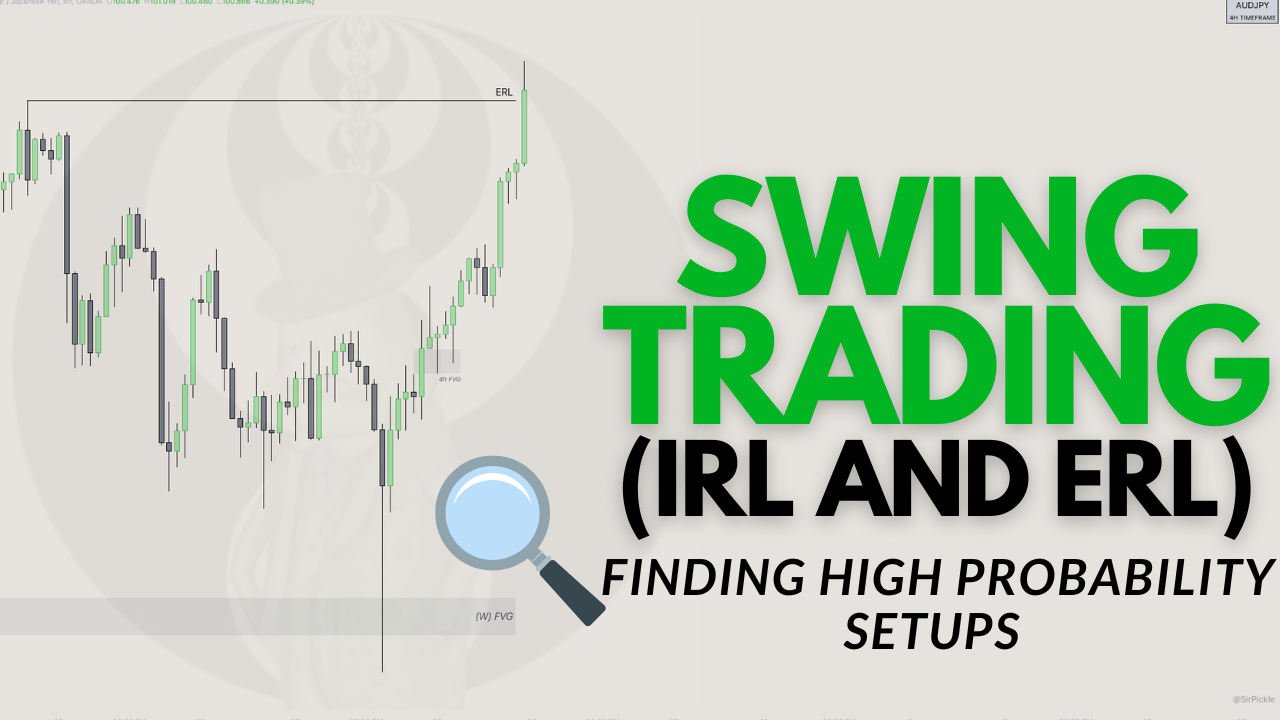 / Japanese Yen, 4h, OANDA O100.476 H101.019 L100.460 C100.866 +0.390 (+0.39%)
AUDJPY
4H TIMEFRAME
ERL
SWING
TRADING
(IRL AND ERL)
FINDING HIGH PROBABILITY
SETUPS
4h FVG
(W) FVG
@SirPickle